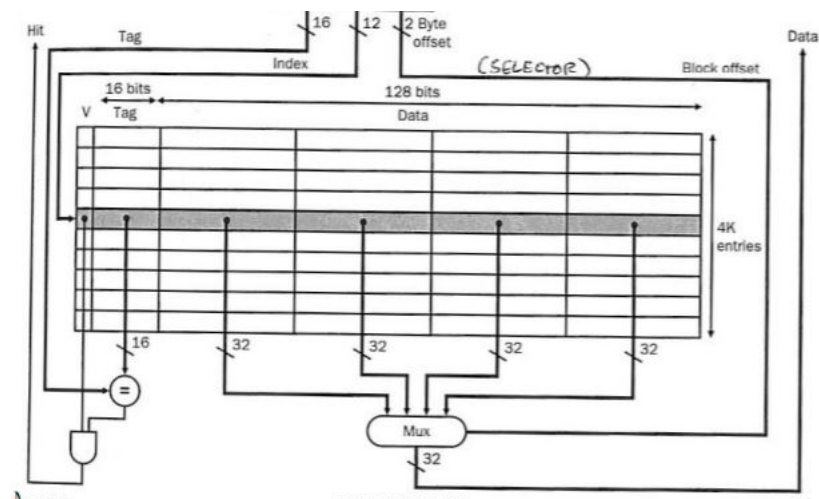 Hit
16
12
2 Byte
offset
Data
Tag
Index
(SELECTOR)
Block offset
16 bits
128 bits
V
Tag
Data
4K
entries
16
32
32
32
32
=
Mux
32